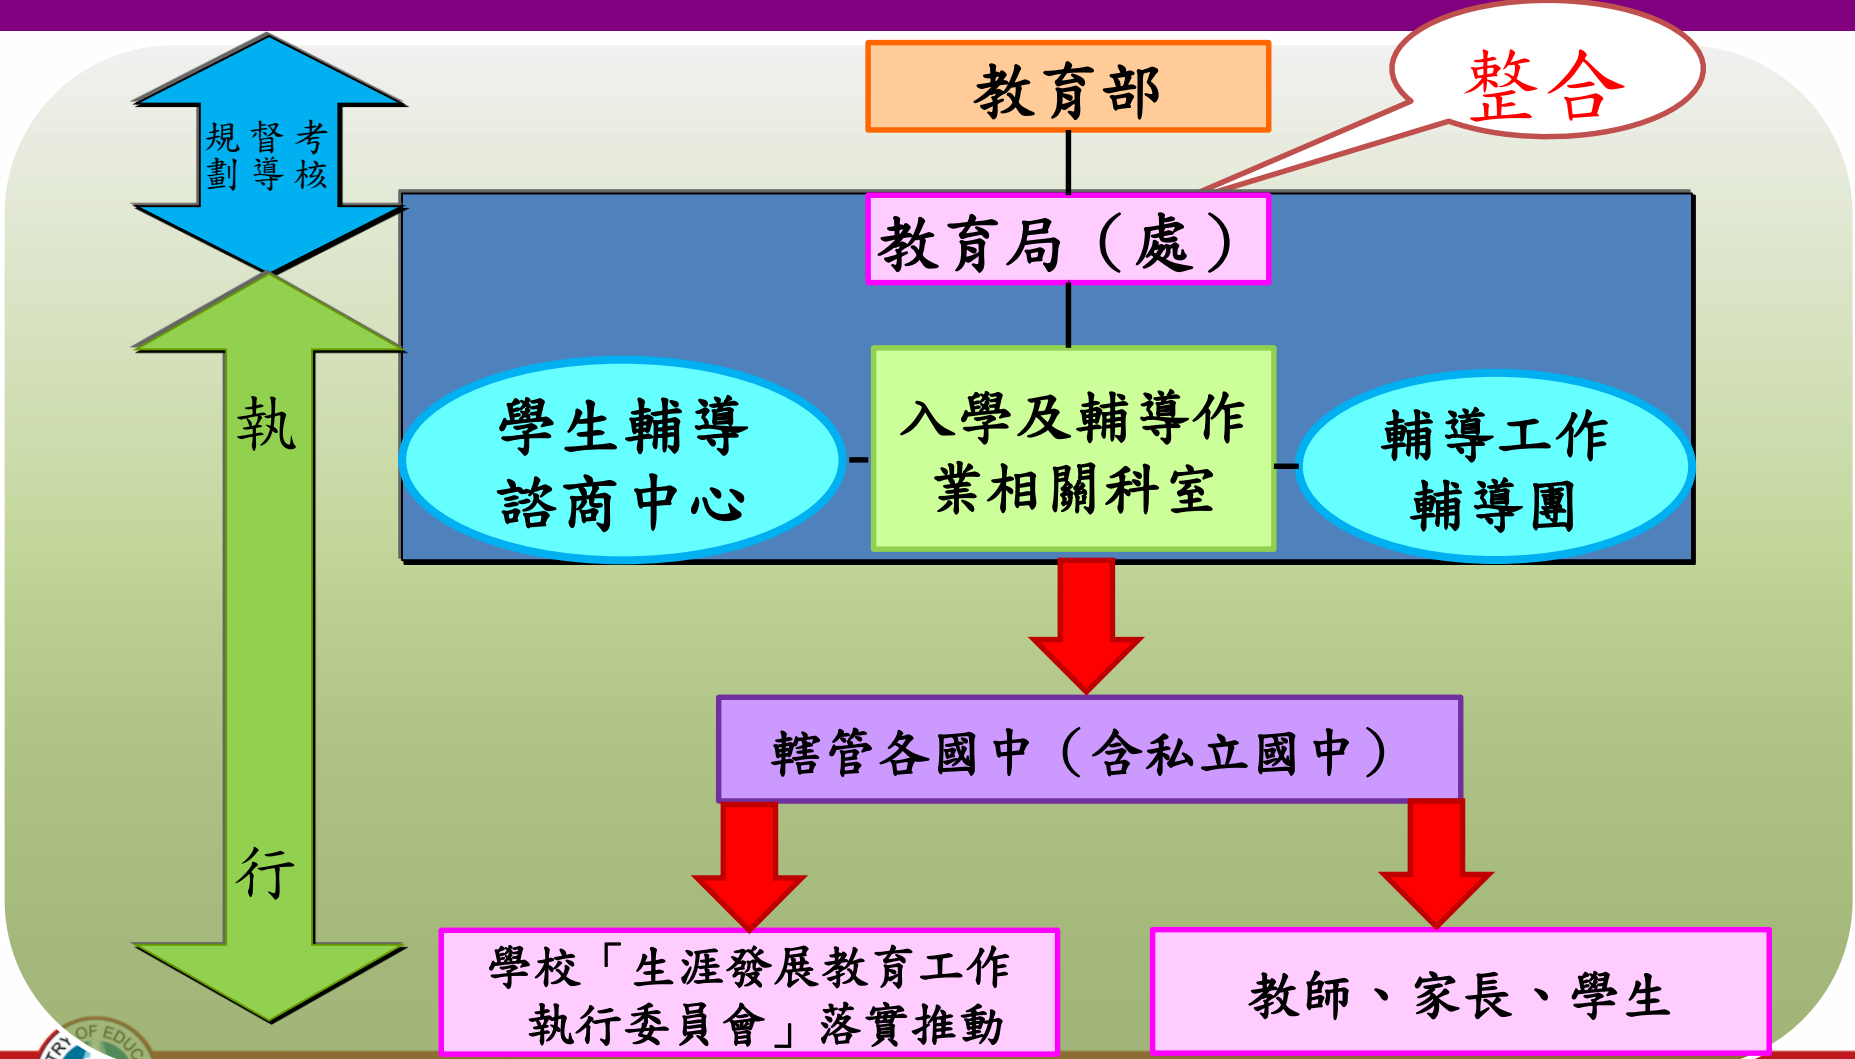 教育部
整合
規 督 考
劃 導 核
教育局（處）
學生輔導
諮商中心
入學及輔導作
業相關科室
輔導工作
輔導團
執
行
轄管各國中（含私立國中）
學校「生涯發展教育工作
執行委員會」落實推動
教師、家長、學生